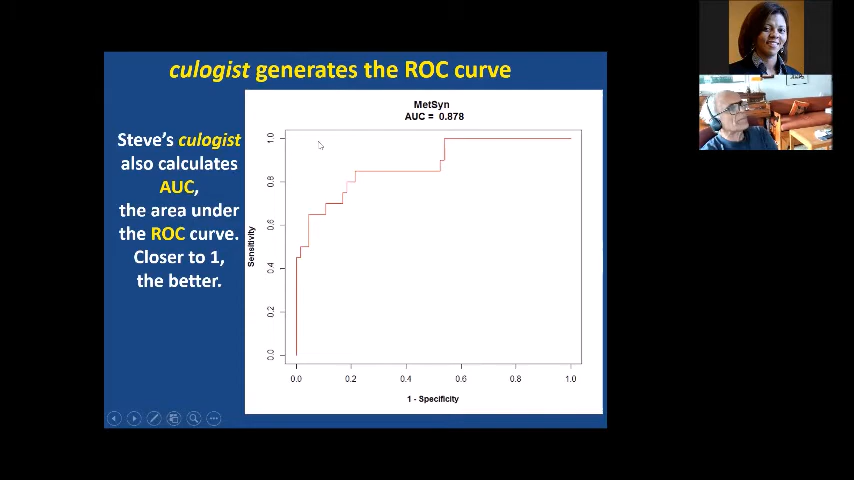 culogist generates the ROC curve
Steve's culogist
also calculates
AUC,
the area under
the ROC curve.
Closer to 1,
the better.
MetSyn
AUC = 0.878
Sensitivity
1.0
0.8
0.6
0.4
0.2
0.0
0.0 0.2 0.4 0.6 0.8 1.0
1 - Specificity